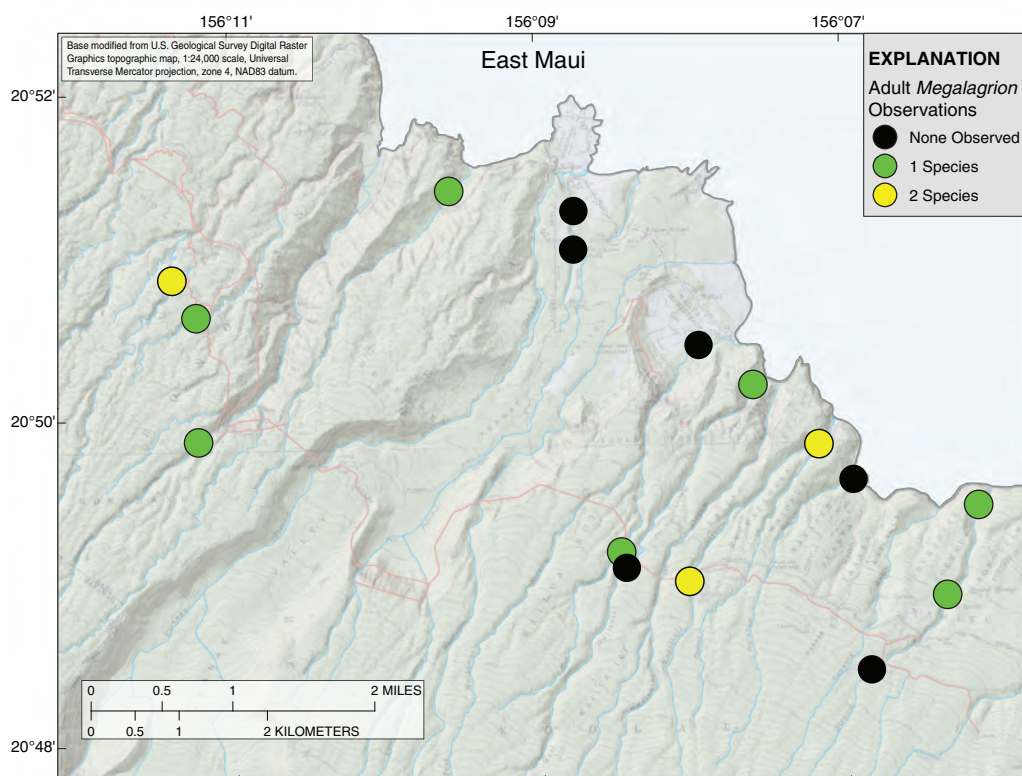 156°11'
156°09'
156°07'
Base modified from U.S. Geological Survey Digital Raster
Graphics topographic map, 1:24,000 scale, Universal
Transverse Mercator projection, zone 4, NAD83 datum.
East Maui
EXPLANATION
Adult Megalagrion
Observations
None Observed
1 Species
2 Species
20°52'
20°50'
20°48'
0 0.5 1 2 MILES
0 0.5 1 2 KILOMETERS